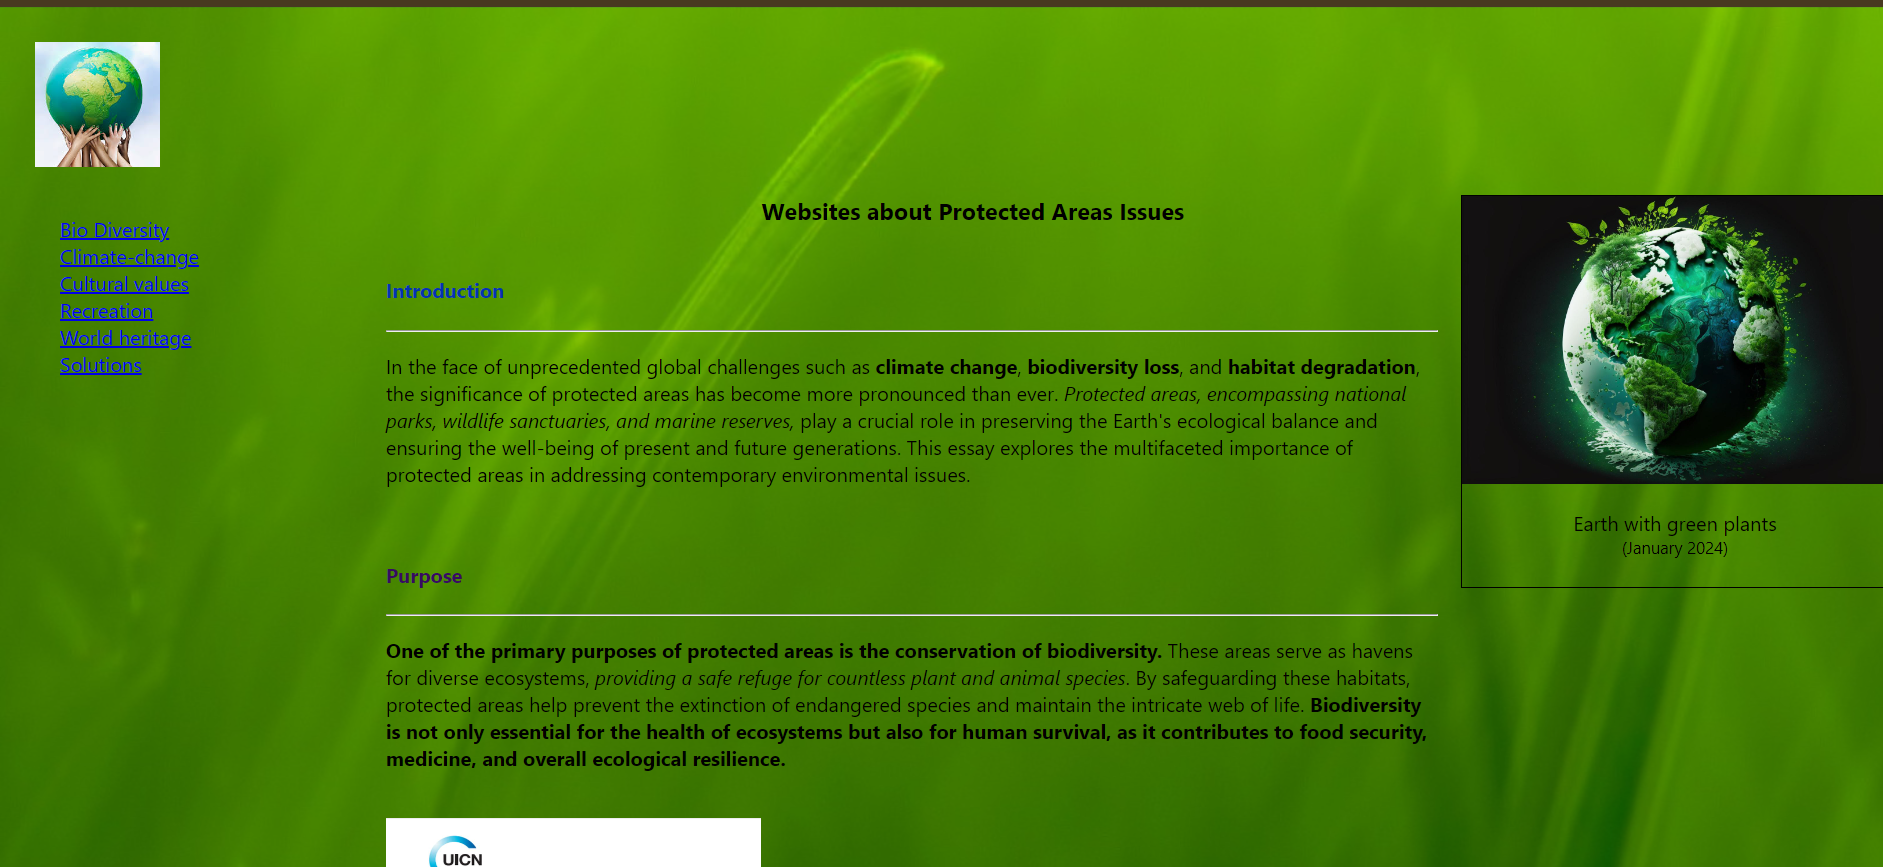 Bio Diversity
Climate-change
Cultural values
Recreation
World heritage
Solutions
Websites about Protected Areas Issues
Introduction
In the face of unprecedented global challenges such as climate change, biodiversity loss, and habitat degradation,
the significance of protected areas has become more pronounced than ever. Protected areas, encompassing national
parks, wildlife sanctuaries, and marine reserves, play a crucial role in preserving the Earth's ecological balance and
ensuring the well-being of present and future generations. This essay explores the multifaceted importance of
protected areas in addressing contemporary environmental issues.
Purpose
One of the primary purposes of protected areas is the conservation of biodiversity. These areas serve as havens
for diverse ecosystems, providing a safe refuge for countless plant and animal species. By safeguarding these habitats,
protected areas help prevent the extinction of endangered species and maintain the intricate web of life. Biodiversity
is not only essential for the health of ecosystems but also for human survival, as it contributes to food security,
medicine, and overall ecological resilience.
UICN
Earth with green plants
(January 2024)